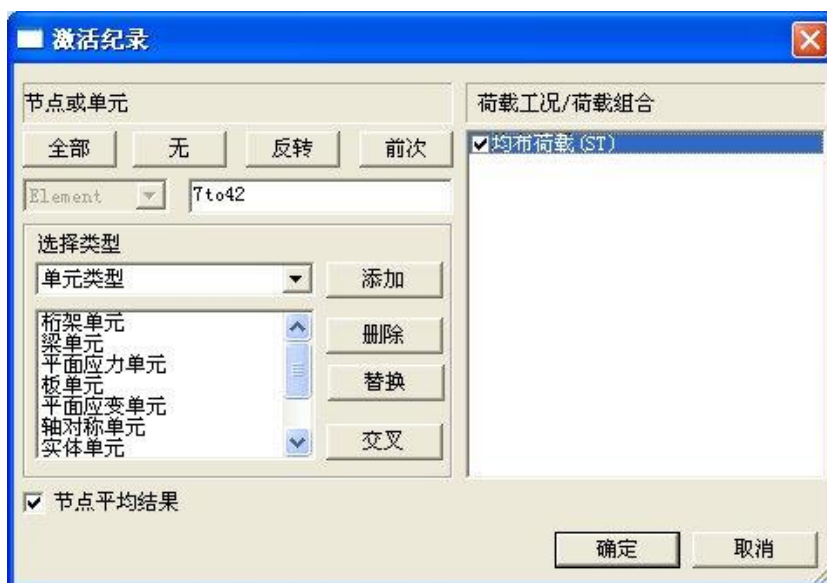 激活纪录
节点或单元
全部 无 反转 前次
Element 7to42
选择类型
单元类型 添加
桁架单元
梁单元
平面应力单元
板单元
平面应变单元
轴对称单元
实体单元
删除
替换
交叉
节点平均结果
荷载工况/荷载组合
均布荷载(ST)
确定 取消